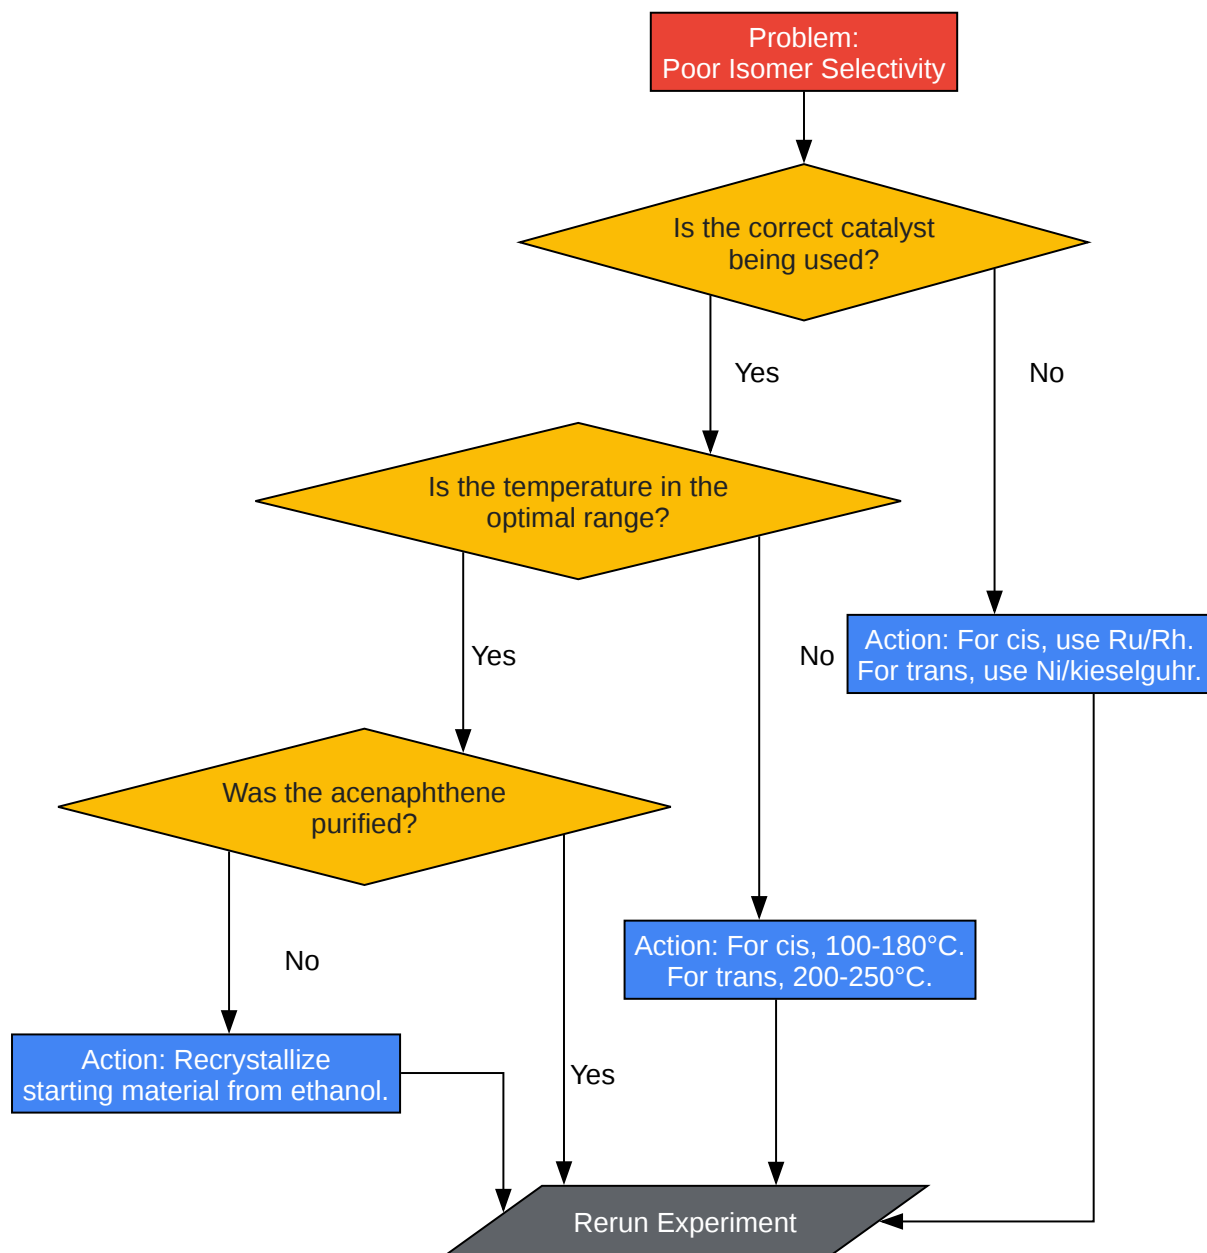 Problem:
Poor Isomer Selectivity
Is the correct catalyst
being used?
Yes
No
Is the temperature in the
optimal range?
Yes
No
Action: For cis, use Ru/Rh.
For trans, use Ni/kieselguhr.
Was the acenaphthene
purified?
Action: For cis, 100-180°C.
For trans, 200-250°C.
No
Yes
Action: Recrystallize
starting material from ethanol.
Rerun Experiment